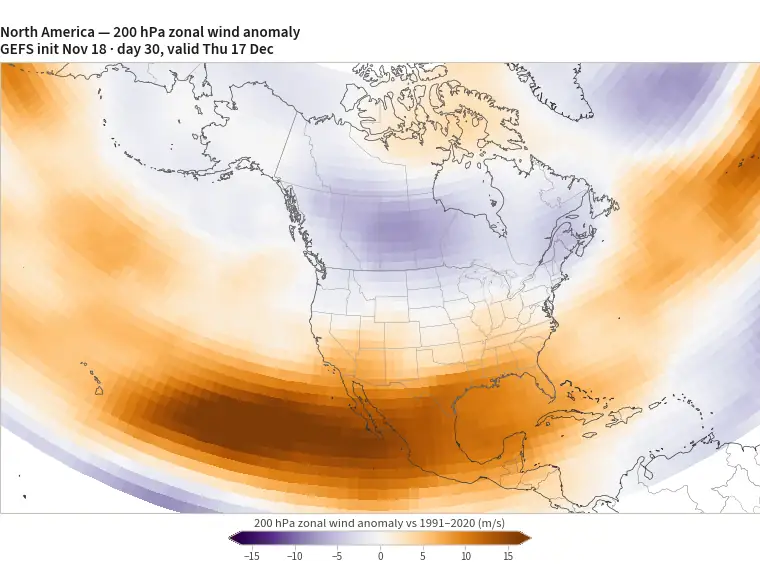 North America — 200 hPa zonal wind anomaly
GEFS init Nov 18 · day 30, valid Thu 17 Dec
200 hPa zonal wind anomaly vs 1991–2020 (m/s)
−15 −10 −5 0 5 10 15